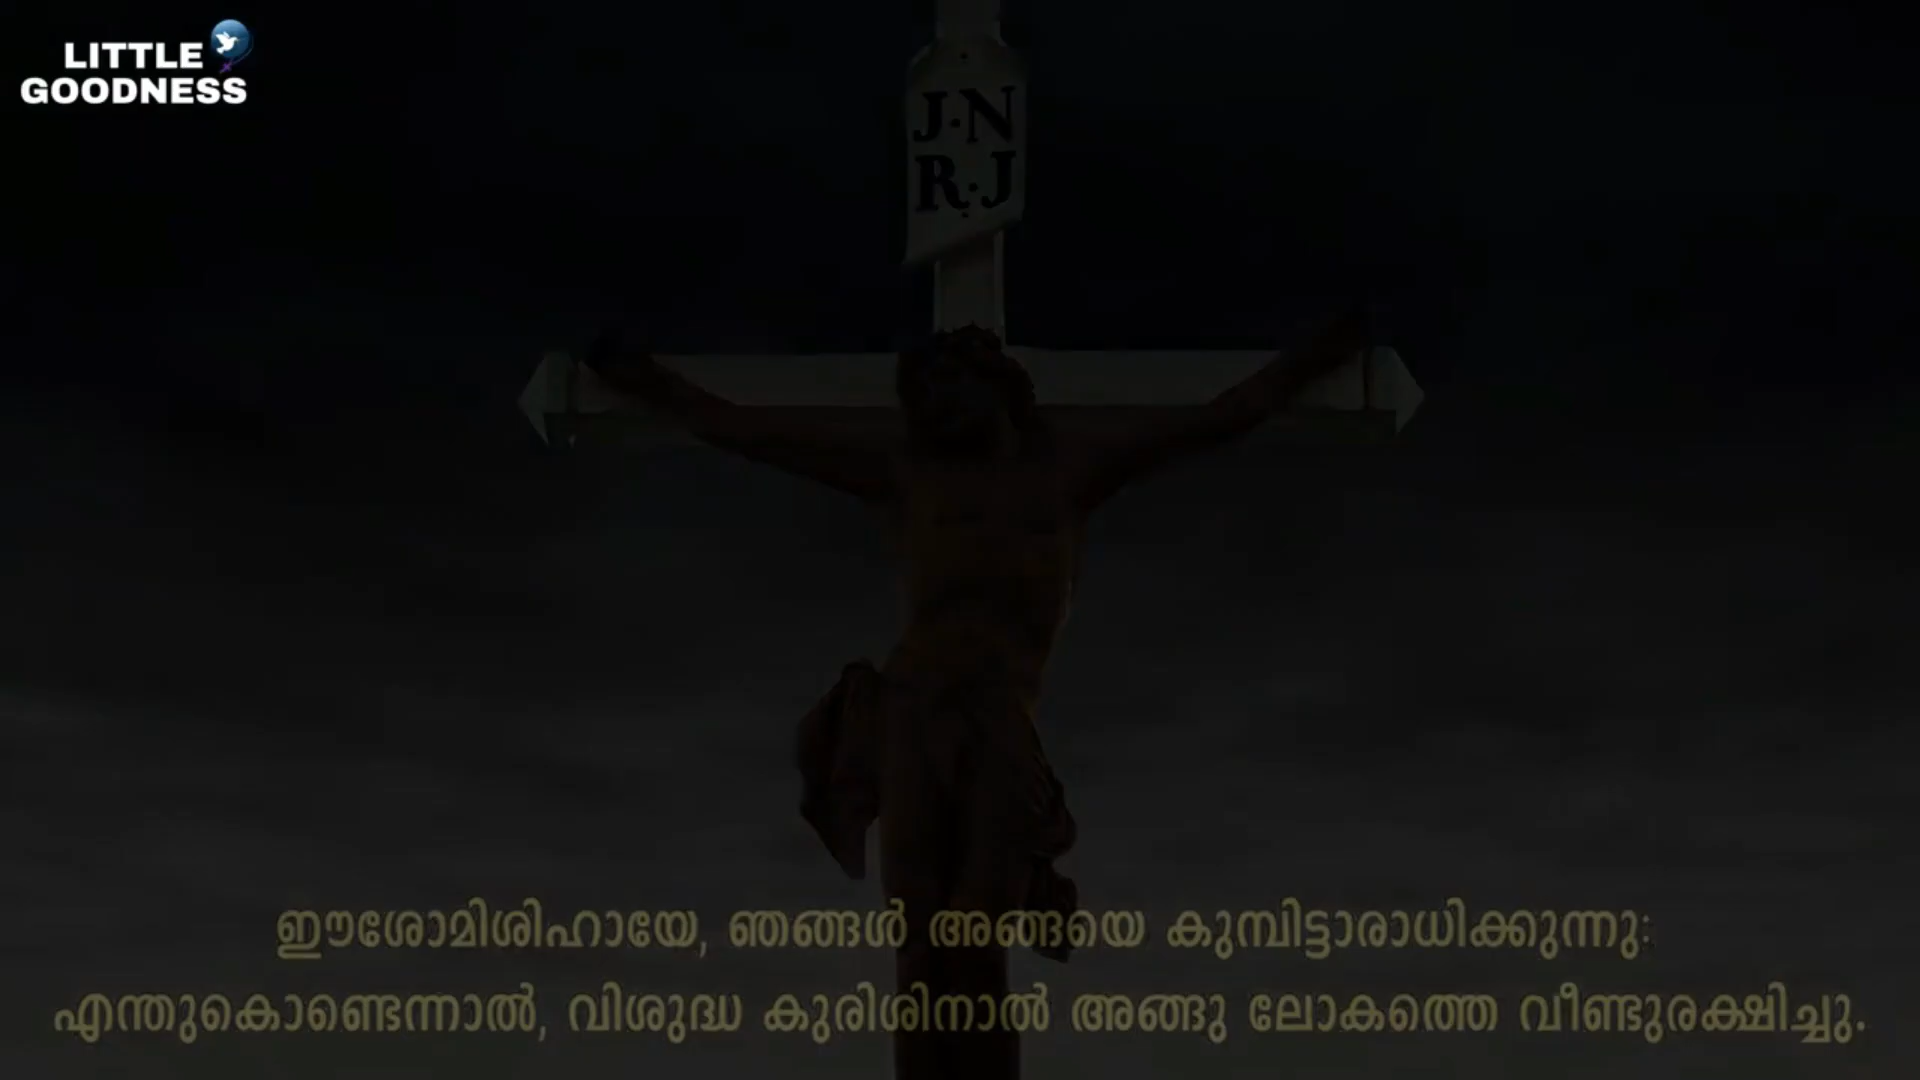 LITTLE
GOODNESS
J·N
R·J
ഈശോമിശിഹായേ, ഞങ്ങൾ അങ്ങയെ കുമ്പിട്ടാരാധിക്കുന്നു:
എന്തുകൊണ്ടെന്നാൽ, വിശുദ്ധ കുരിശിനാൽ അങ്ങു ലോകത്തെ വീണ്ടുരക്ഷിച്ചു.